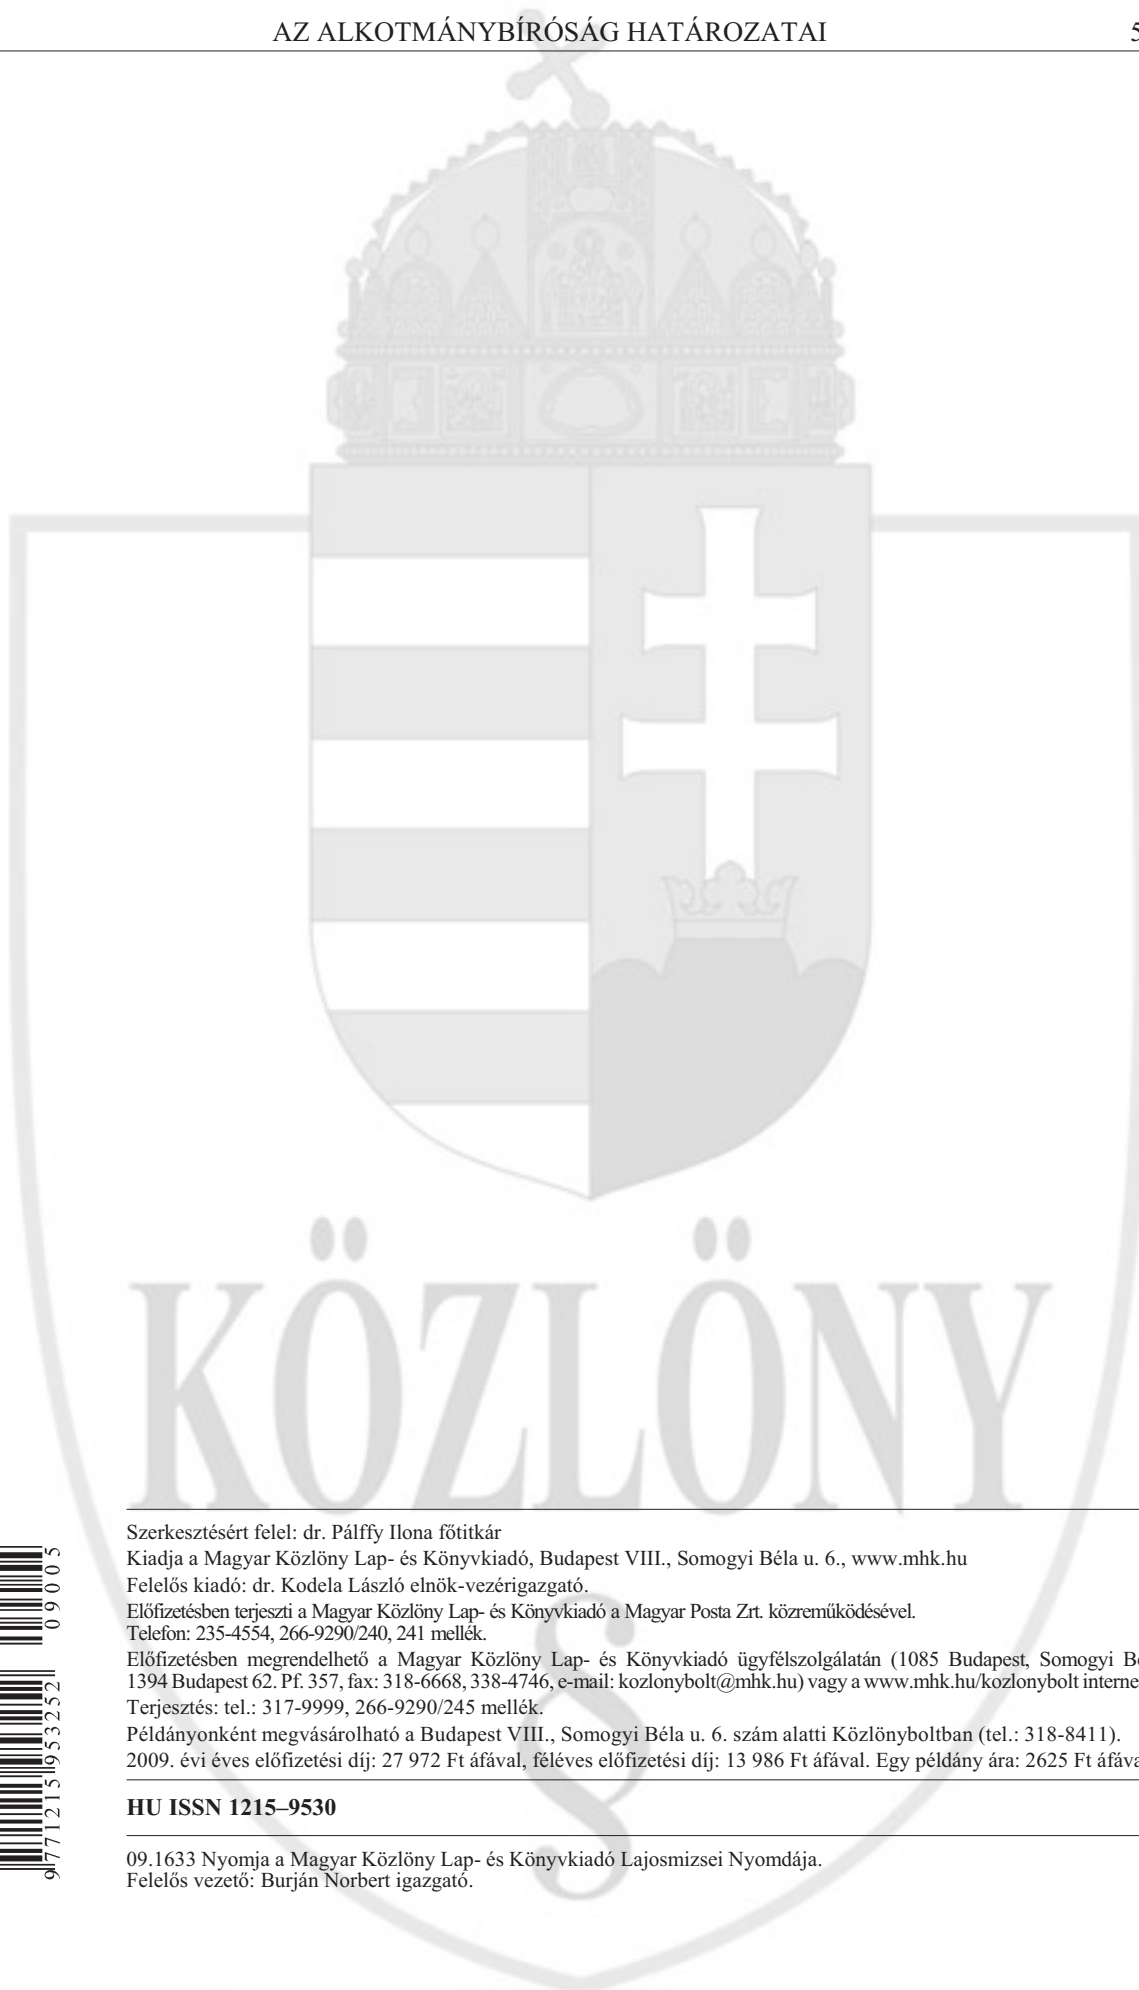 AZ ALKOTMÁNYBÍRÓSÁG HATÁROZATAI 5
KÖZLÖNY
Szerkesztésért felel: dr. Pálffy Ilona főtitkár
Kiadja a Magyar Közlöny Lap- és Könyvkiadó, Budapest VIII., Somogyi Béla u. 6., www.mhk.hu
Felelős kiadó: dr. Kodela László elnök-vezérigazgató.
Előfizetésben terjeszti a Magyar Közlöny Lap- és Könyvkiadó a Magyar Posta Zrt. közreműködésével.
Telefon: 235-4554, 266-9290/240, 241 mellék.
Előfizetésben megrendelhető a Magyar Közlöny Lap- és Könyvkiadó ügyfélszolgálatán (1085 Budapest, Somogyi
1394 Budapest 62. Pf. 357, fax: 318-6668, 338-4746, e-mail: kozlonybolt@mhk.hu) vagy a www.mhk.hu/kozlonybolt
Terjesztés: tel.: 317-9999, 266-9290/245 mellék.
Példányonként megvásárolható a Budapest VIII., Somogyi Béla u. 6. szám alatti Közlönyboltban (tel.: 318-8411).
2009. évi éves előfizetési díj: 27 972 Ft áfával, féléves előfizetési díj: 13 986 Ft áfával. Egy példány ára: 2625 Ft
HU ISSN 1215–9530
09.1633 Nyomja a Magyar Közlöny Lap- és Könyvkiadó Lajosmizsei Nyomdája.
Felelős vezető: Burján Norbert igazgató.
9 771215 953252 09005
§